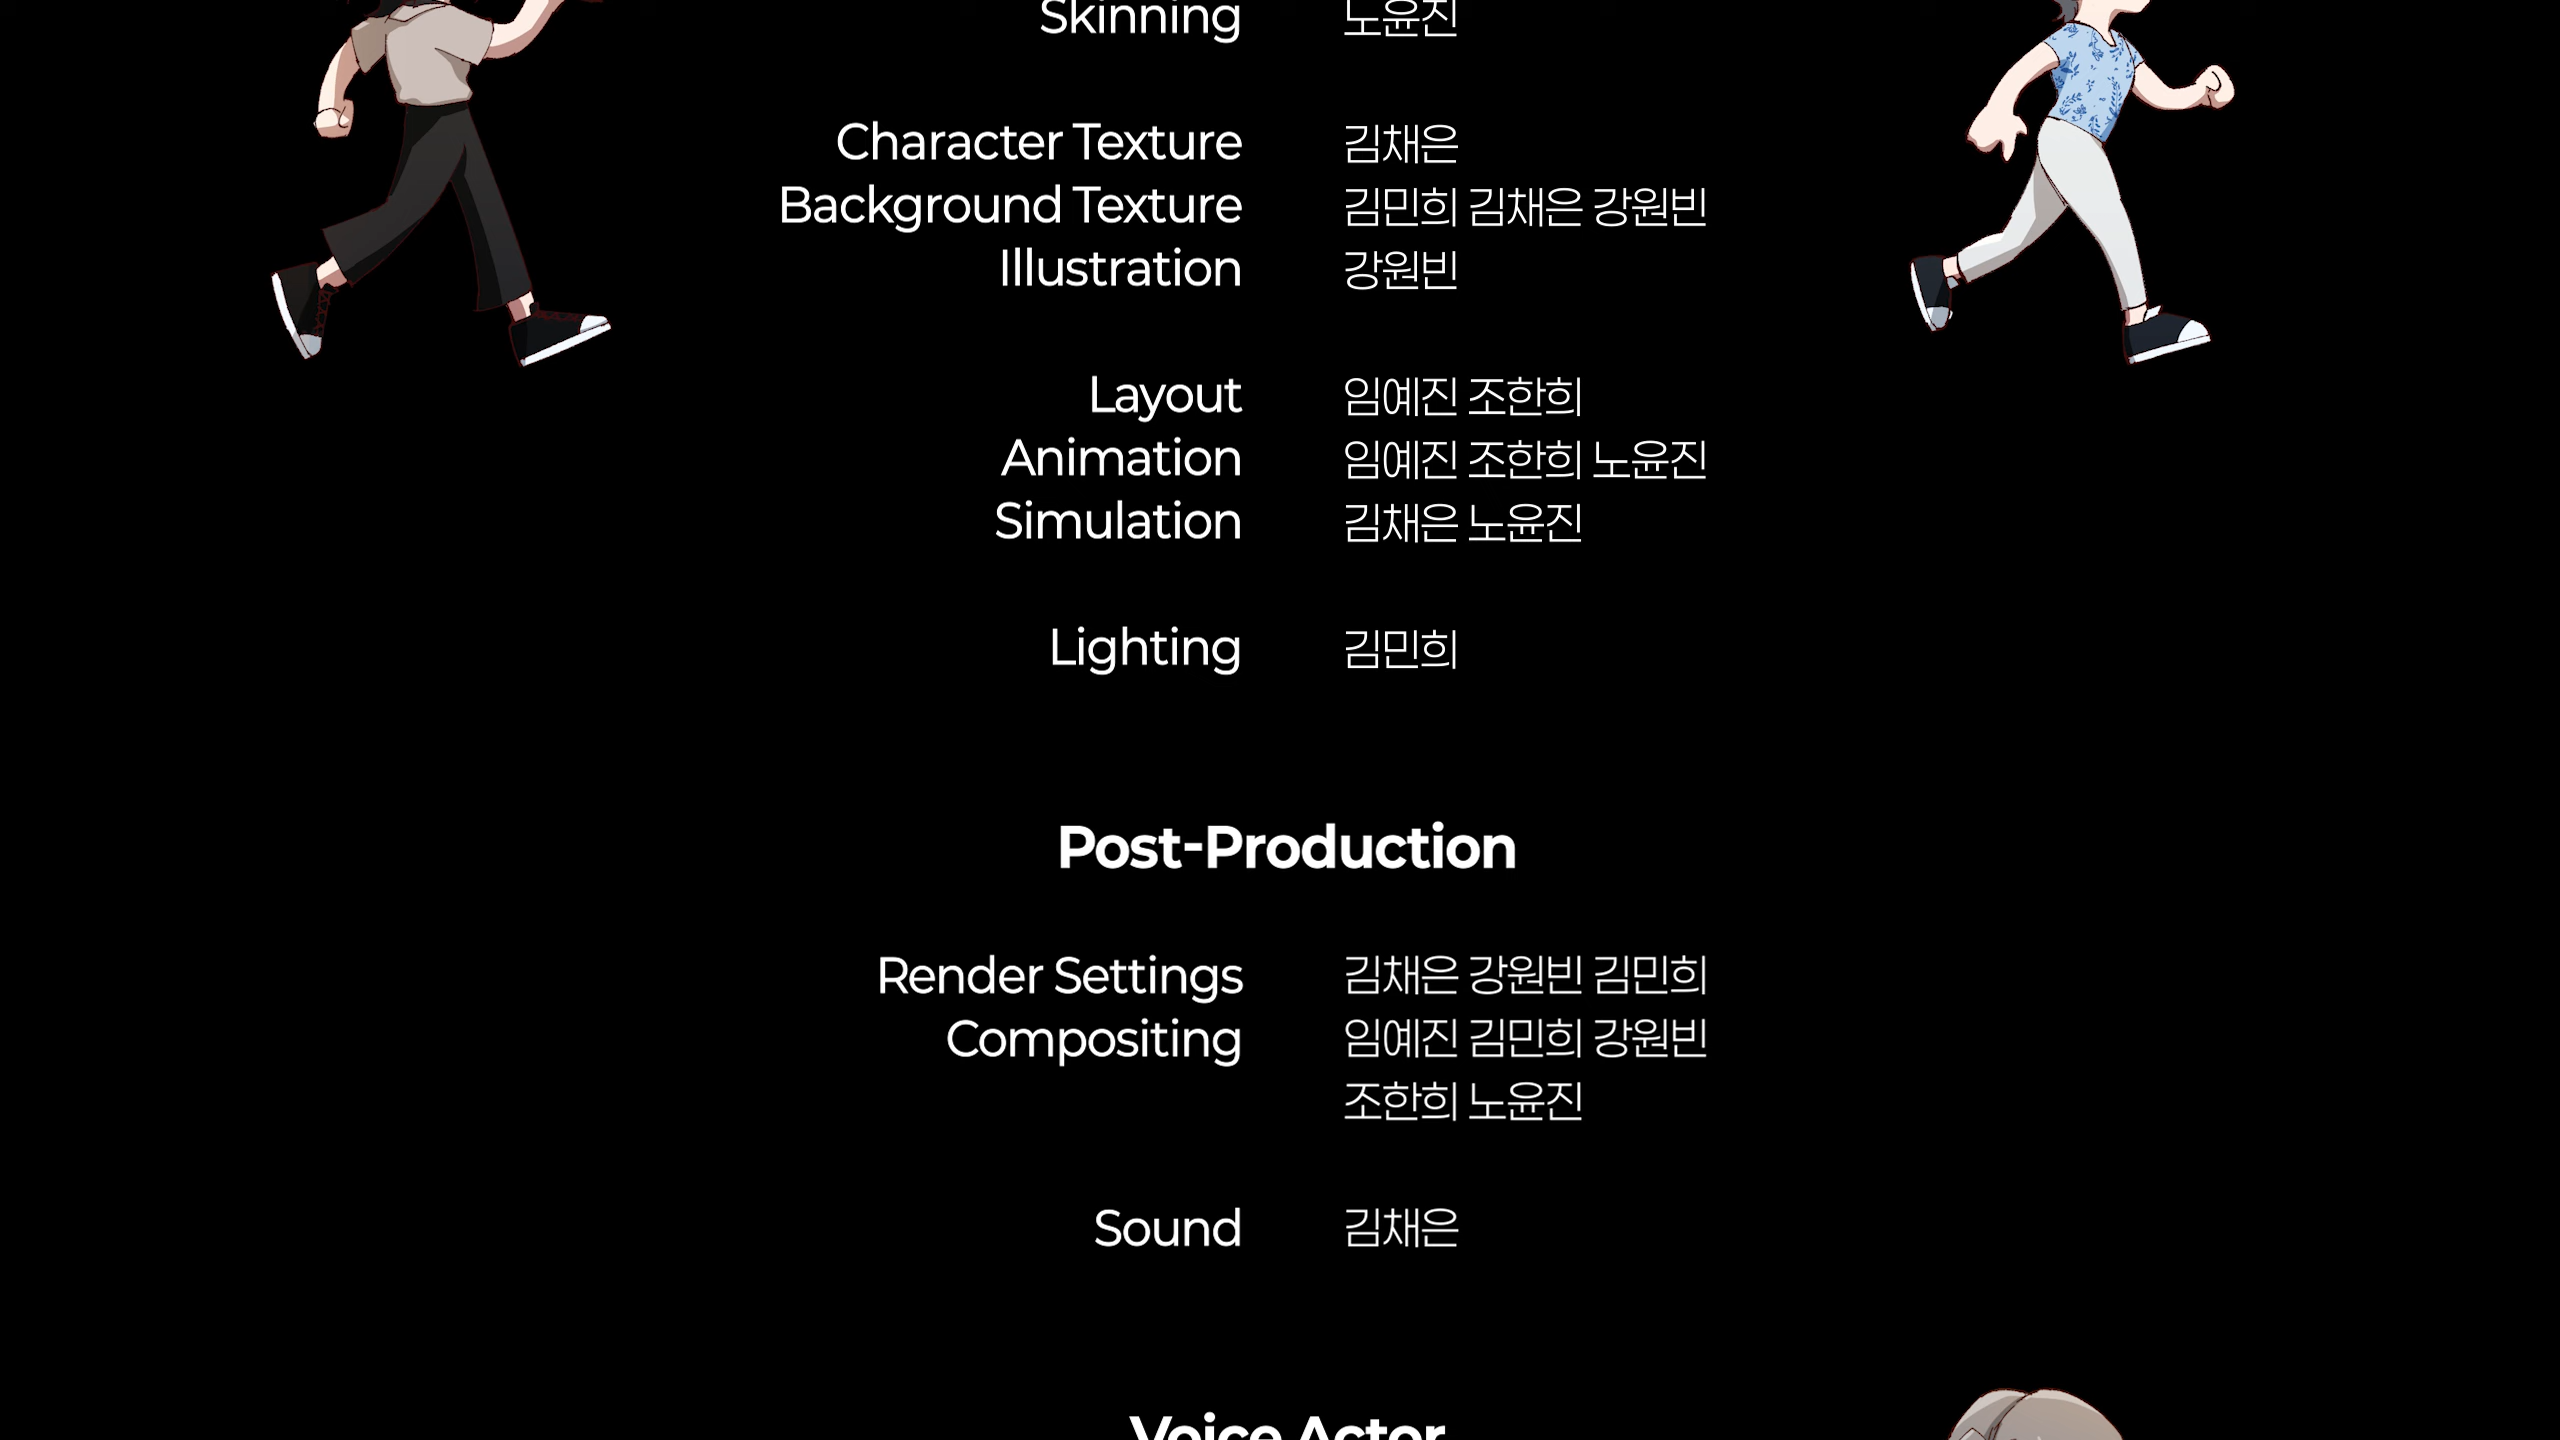 Skinning 노윤진
Character Texture 김채은
Background Texture 김민희 김채은 강원빈
Illustration 강원빈
Layout 임예진 조한희
Animation 임예진 조한희 노윤진
Simulation 김채은 노윤진
Lighting 김민희
Post-Production
Render Settings 김채은 강원빈 김민희
Compositing 임예진 김민희 강원빈
조한희 노윤진
Sound 김채은
Voice Actor